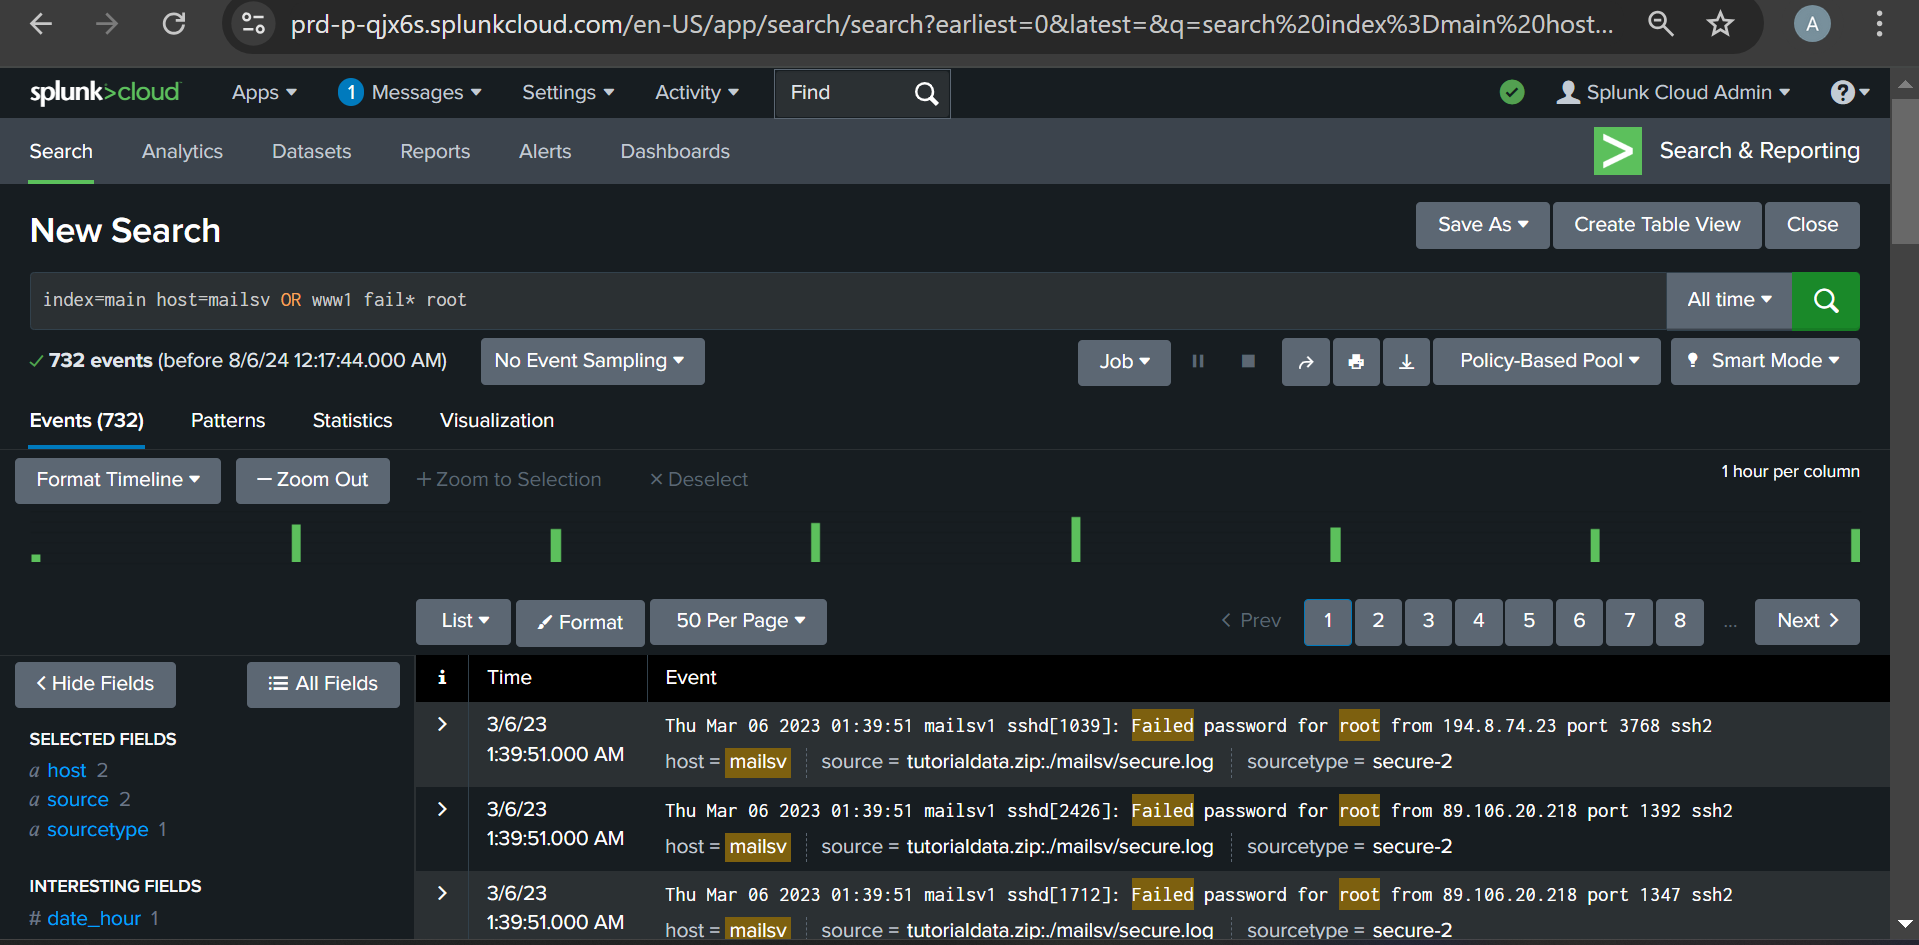 prd-p-qjx6s.splunkcloud.com/en-US/app/search/search?earliest=0&latest=&q=search%20index%3Dmain%20host... A
splunk>cloud Apps 1 Messages Settings Activity Find Splunk Cloud Admin ?
Search Analytics Datasets Reports Alerts Dashboards > Search & Reporting
New Search Save As Create Table View Close
index=main host=mailsv OR www1 fail* root All time
✓ 732 events (before 8/6/24 12:17:44.000 AM) No Event Sampling Job Policy-Based Pool Smart Mode
Events (732) Patterns Statistics Visualization
Format Timeline — Zoom Out + Zoom to Selection × Deselect 1 hour per column
List Format 50 Per Page < Prev 1 2 3 4 5 6 7 8 ... Next >
< Hide Fields All Fields i Time Event
SELECTED FIELDS
a host 2
a source 2
a sourcetype 1
INTERESTING FIELDS
# date_hour 1
> 3/6/23 Thu Mar 06 2023 01:39:51 mailsv1 sshd[1039]: Failed password for root from 194.8.74.23 port 3768 ssh2
1:39:51.000 AM host = mailsv source = tutorialdata.zip:./mailsv/secure.log sourcetype = secure-2
> 3/6/23 Thu Mar 06 2023 01:39:51 mailsv1 sshd[2426]: Failed password for root from 89.106.20.218 port 1392 ssh2
1:39:51.000 AM host = mailsv source = tutorialdata.zip:./mailsv/secure.log sourcetype = secure-2
> 3/6/23 Thu Mar 06 2023 01:39:51 mailsv1 sshd[1712]: Failed password for root from 89.106.20.218 port 1347 ssh2
1:39:51.000 AM host = mailsv source = tutorialdata.zip:./mailsv/secure.log sourcetype = secure-2